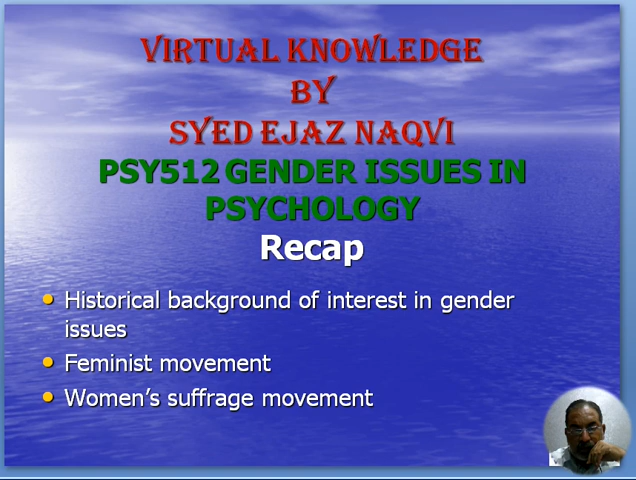 VIRTUAL KNOWLEDGE
BY
SYED EJAZ NAQVI
PSY512 GENDER ISSUES IN
PSYCHOLOGY
Recap
• Historical background of interest in gender
issues
• Feminist movement
• Women's suffrage movement